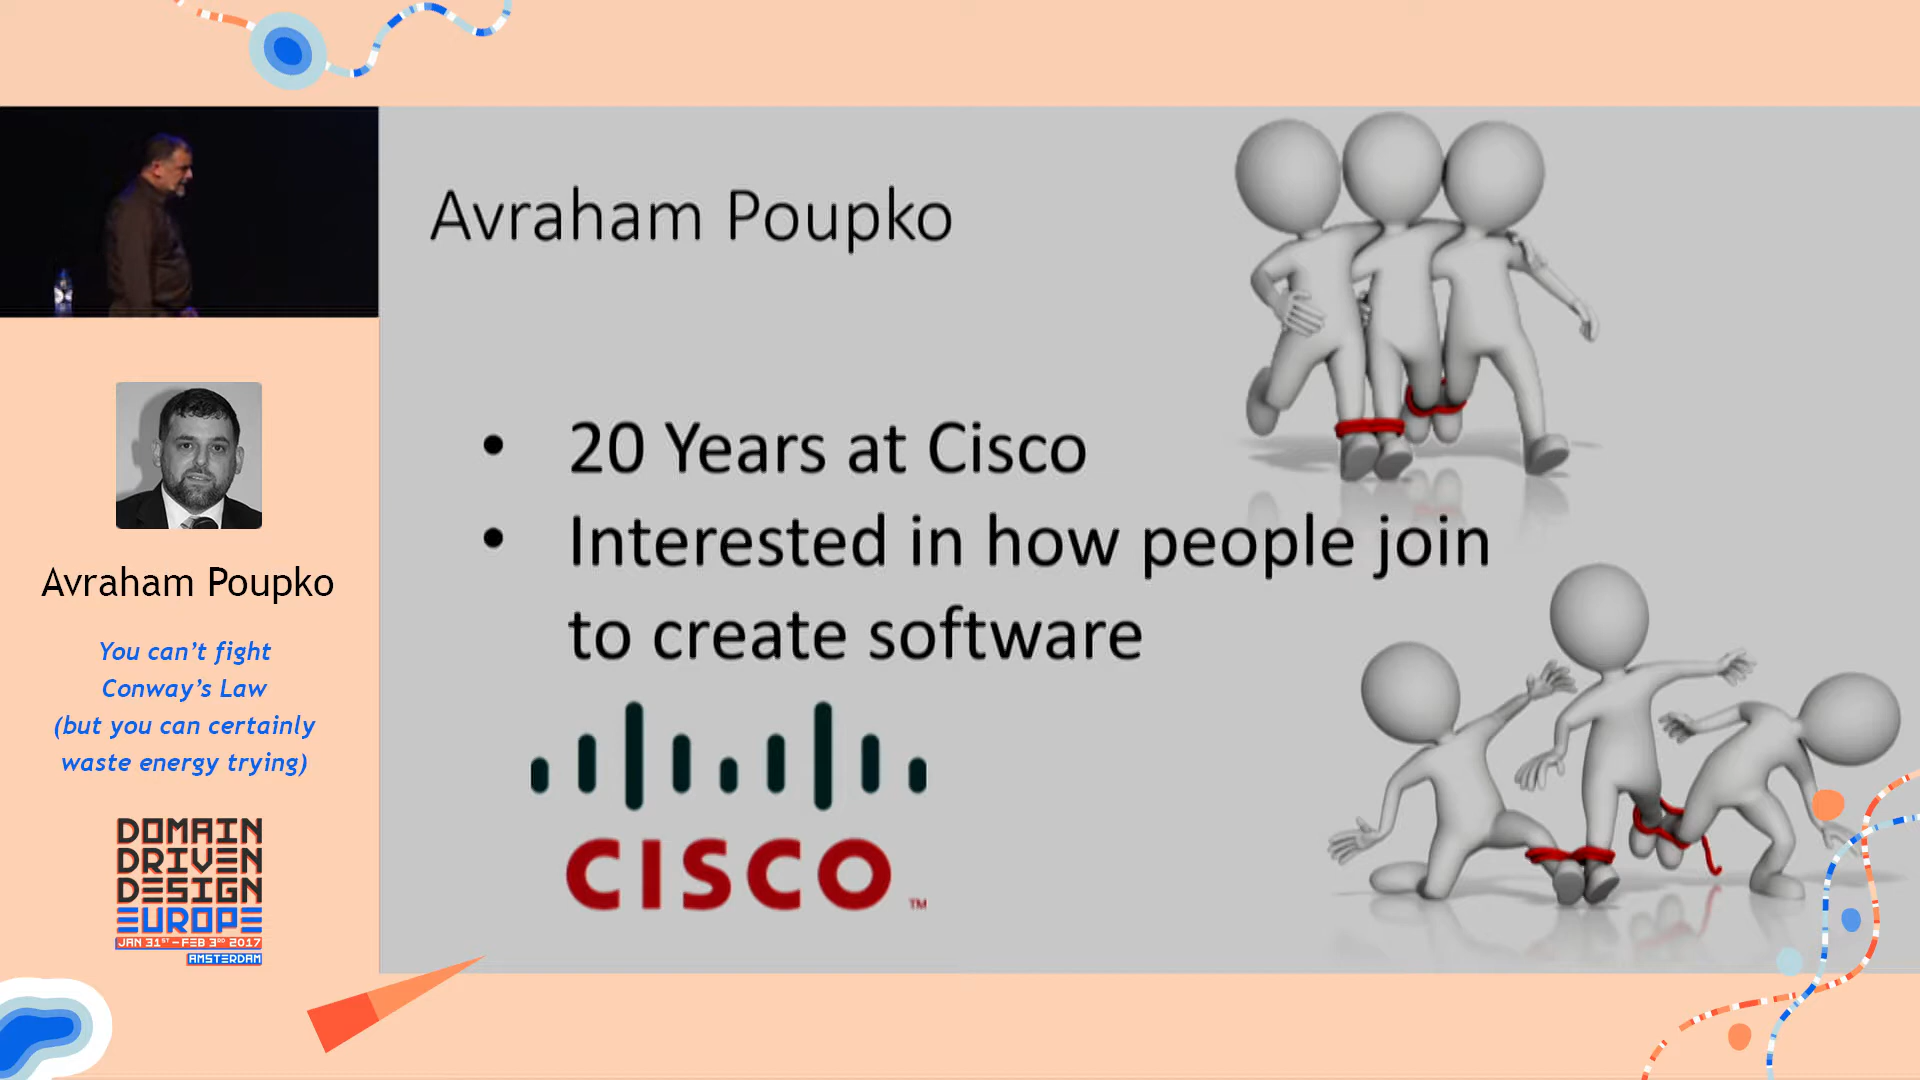 Avraham Poupko
• 20 Years at Cisco
• Interested in how people join
to create software
CISCO
TM
Avraham Poupko
You can't fight
Conway's Law
(but you can certainly
waste energy trying)
DOMAIN
DRIVEN
DESIGN
EUROPE
JAN 31ST - FEB 3RD 2017
AMSTERDAM